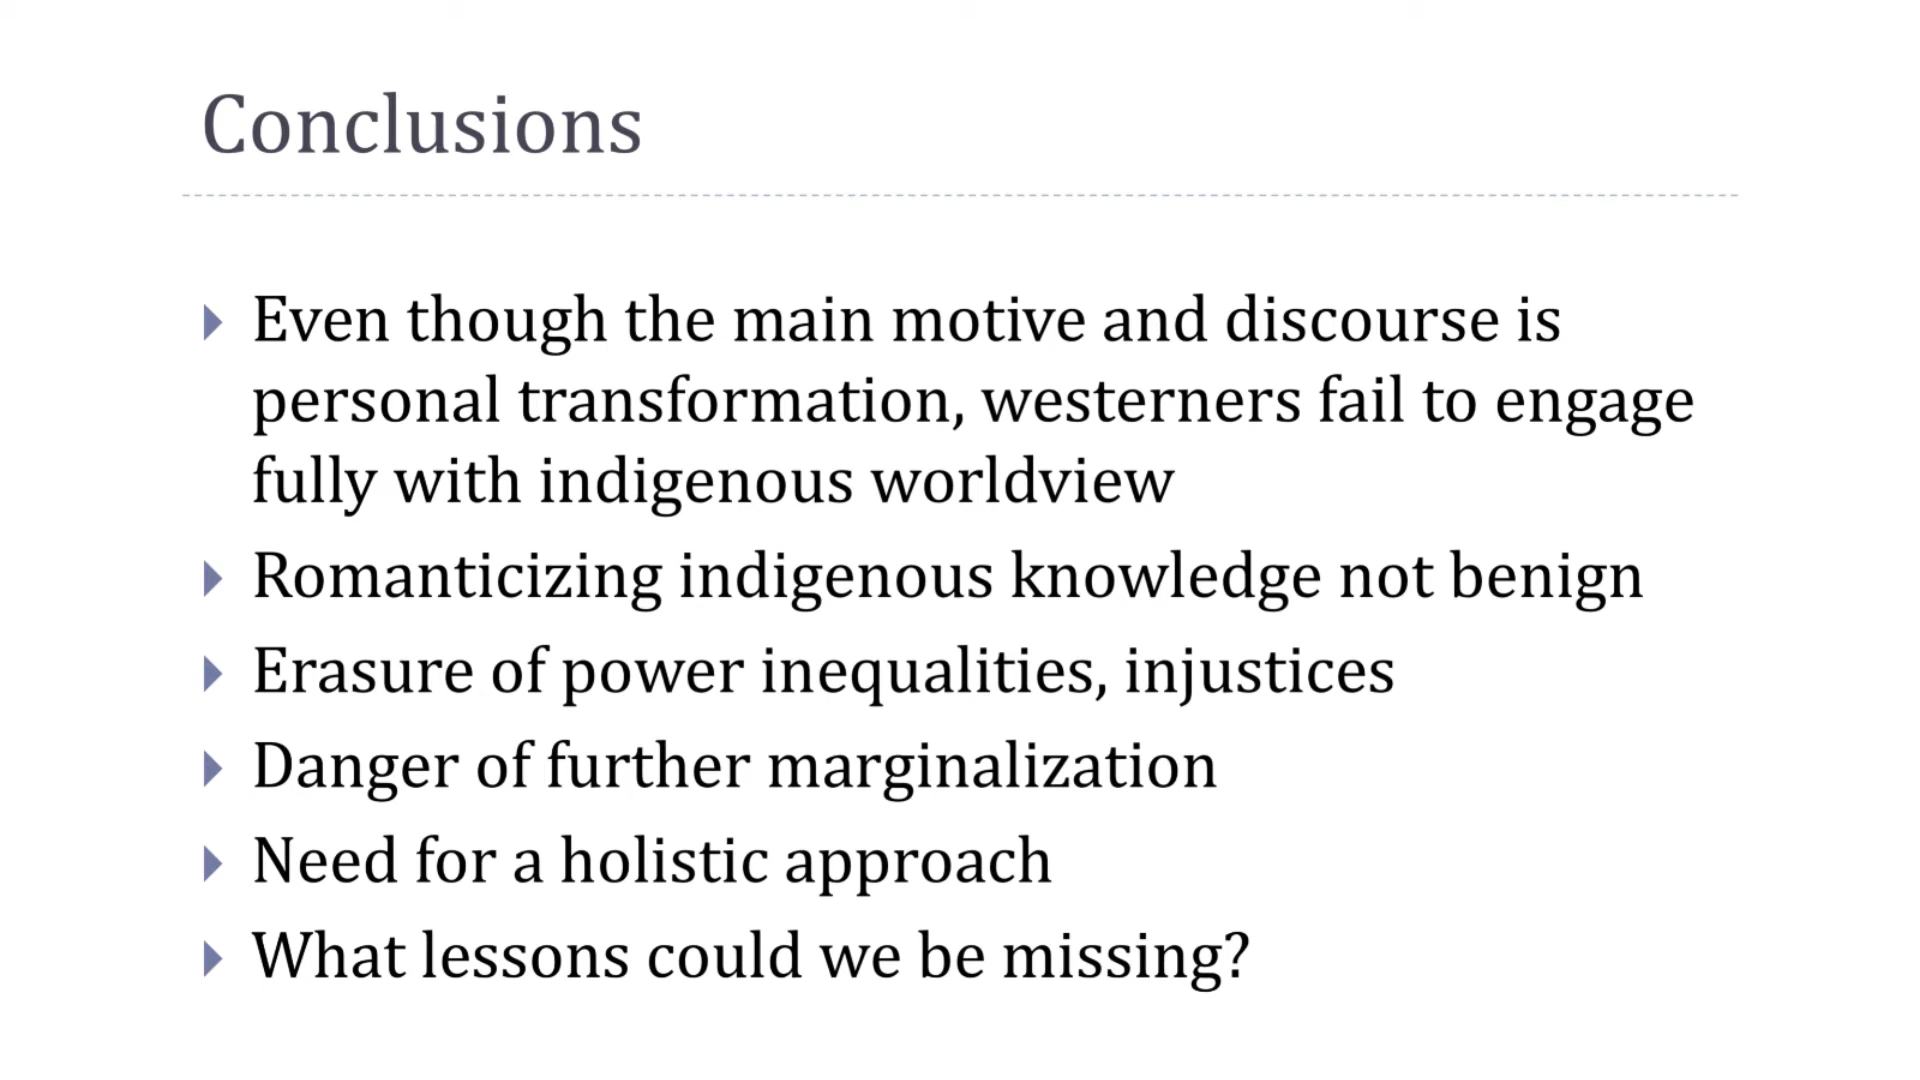 Conclusions
Even though the main motive and discourse is
personal transformation, westerners fail to engage
fully with indigenous worldview
Romanticizing indigenous knowledge not benign
Erasure of power inequalities, injustices
Danger of further marginalization
Need for a holistic approach
What lessons could we be missing?